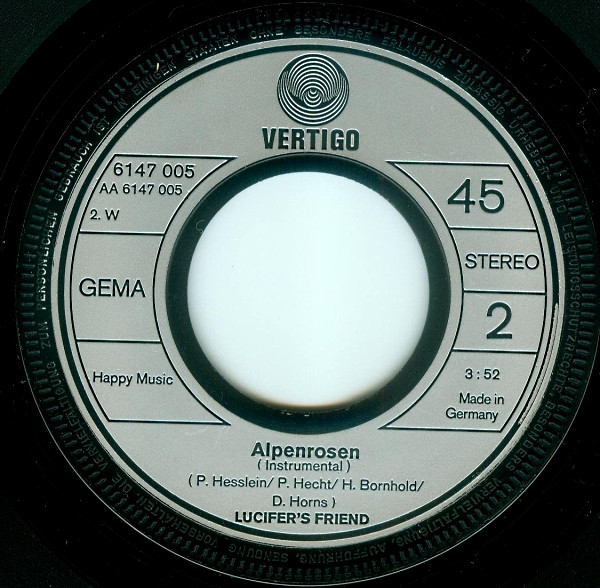 VERTIGO
6147 005
AA 6147 005
2. W
GEMA
Happy Music
45
STEREO
2
3:52
Made in
Germany
Alpenrosen
(Instrumental)
(P. Hesslein/ P. Hecht/ H. Bornhold/
D. Horns)
LUCIFER'S FRIEND